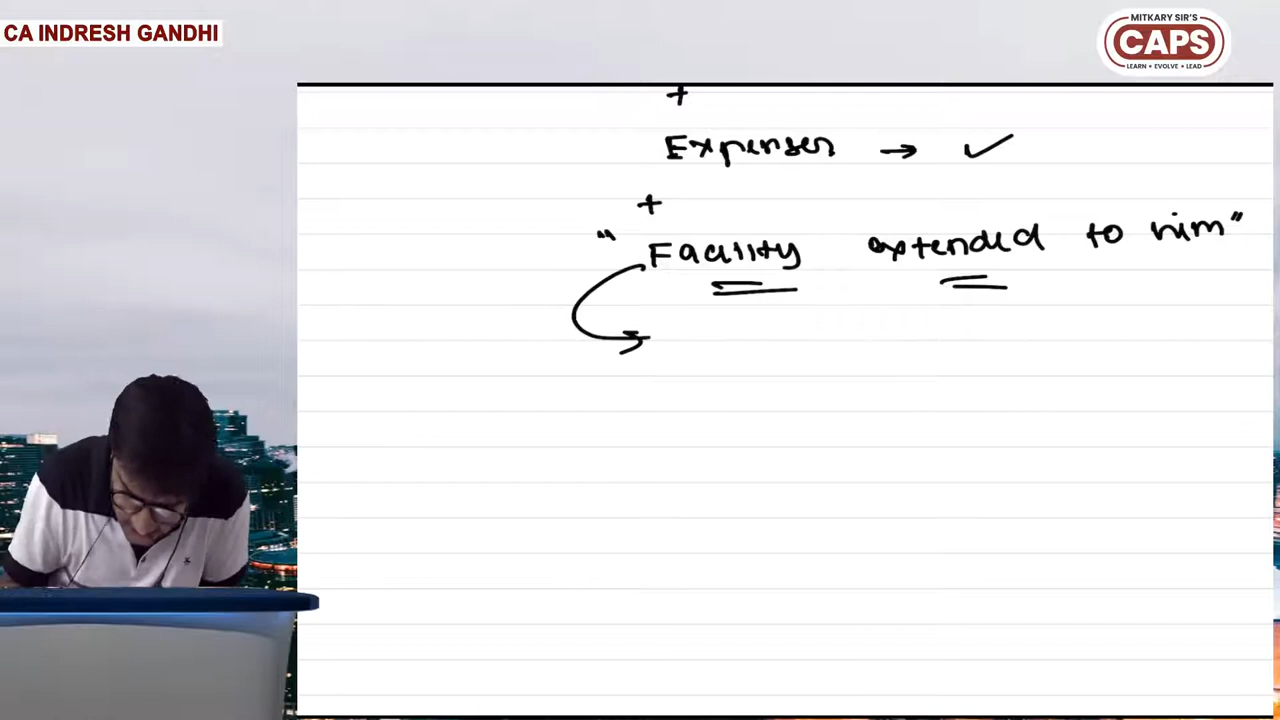 CA INDRESH GANDHI
MITKARY SIR'S
CAPS
LEARN • EVOLVE • LEAD
+
Expenses → ✓
+
" Facility extended to him"